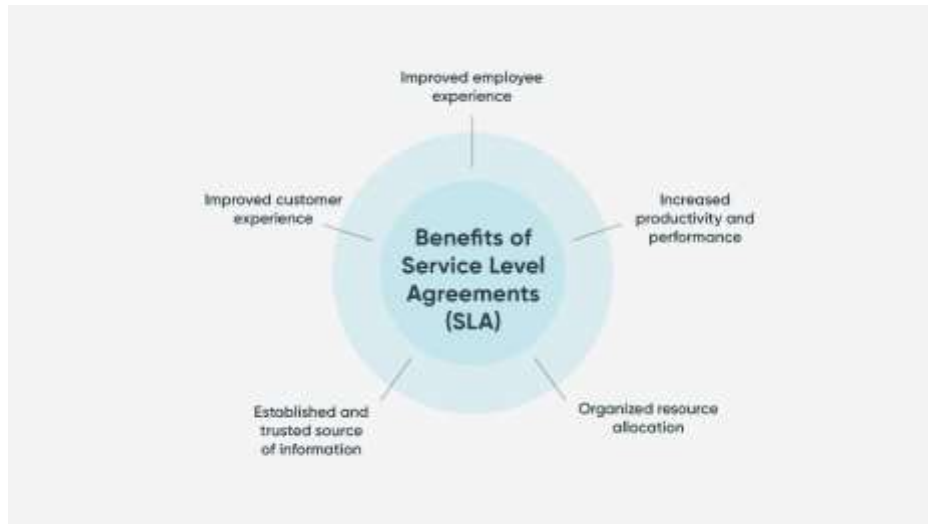 Improved employee
experience
Improved customer
experience
Increased
productivity and
performance
Benefits of
Service Level
Agreements
(SLA)
Established and
trusted source
of information
Organized resource
allocation